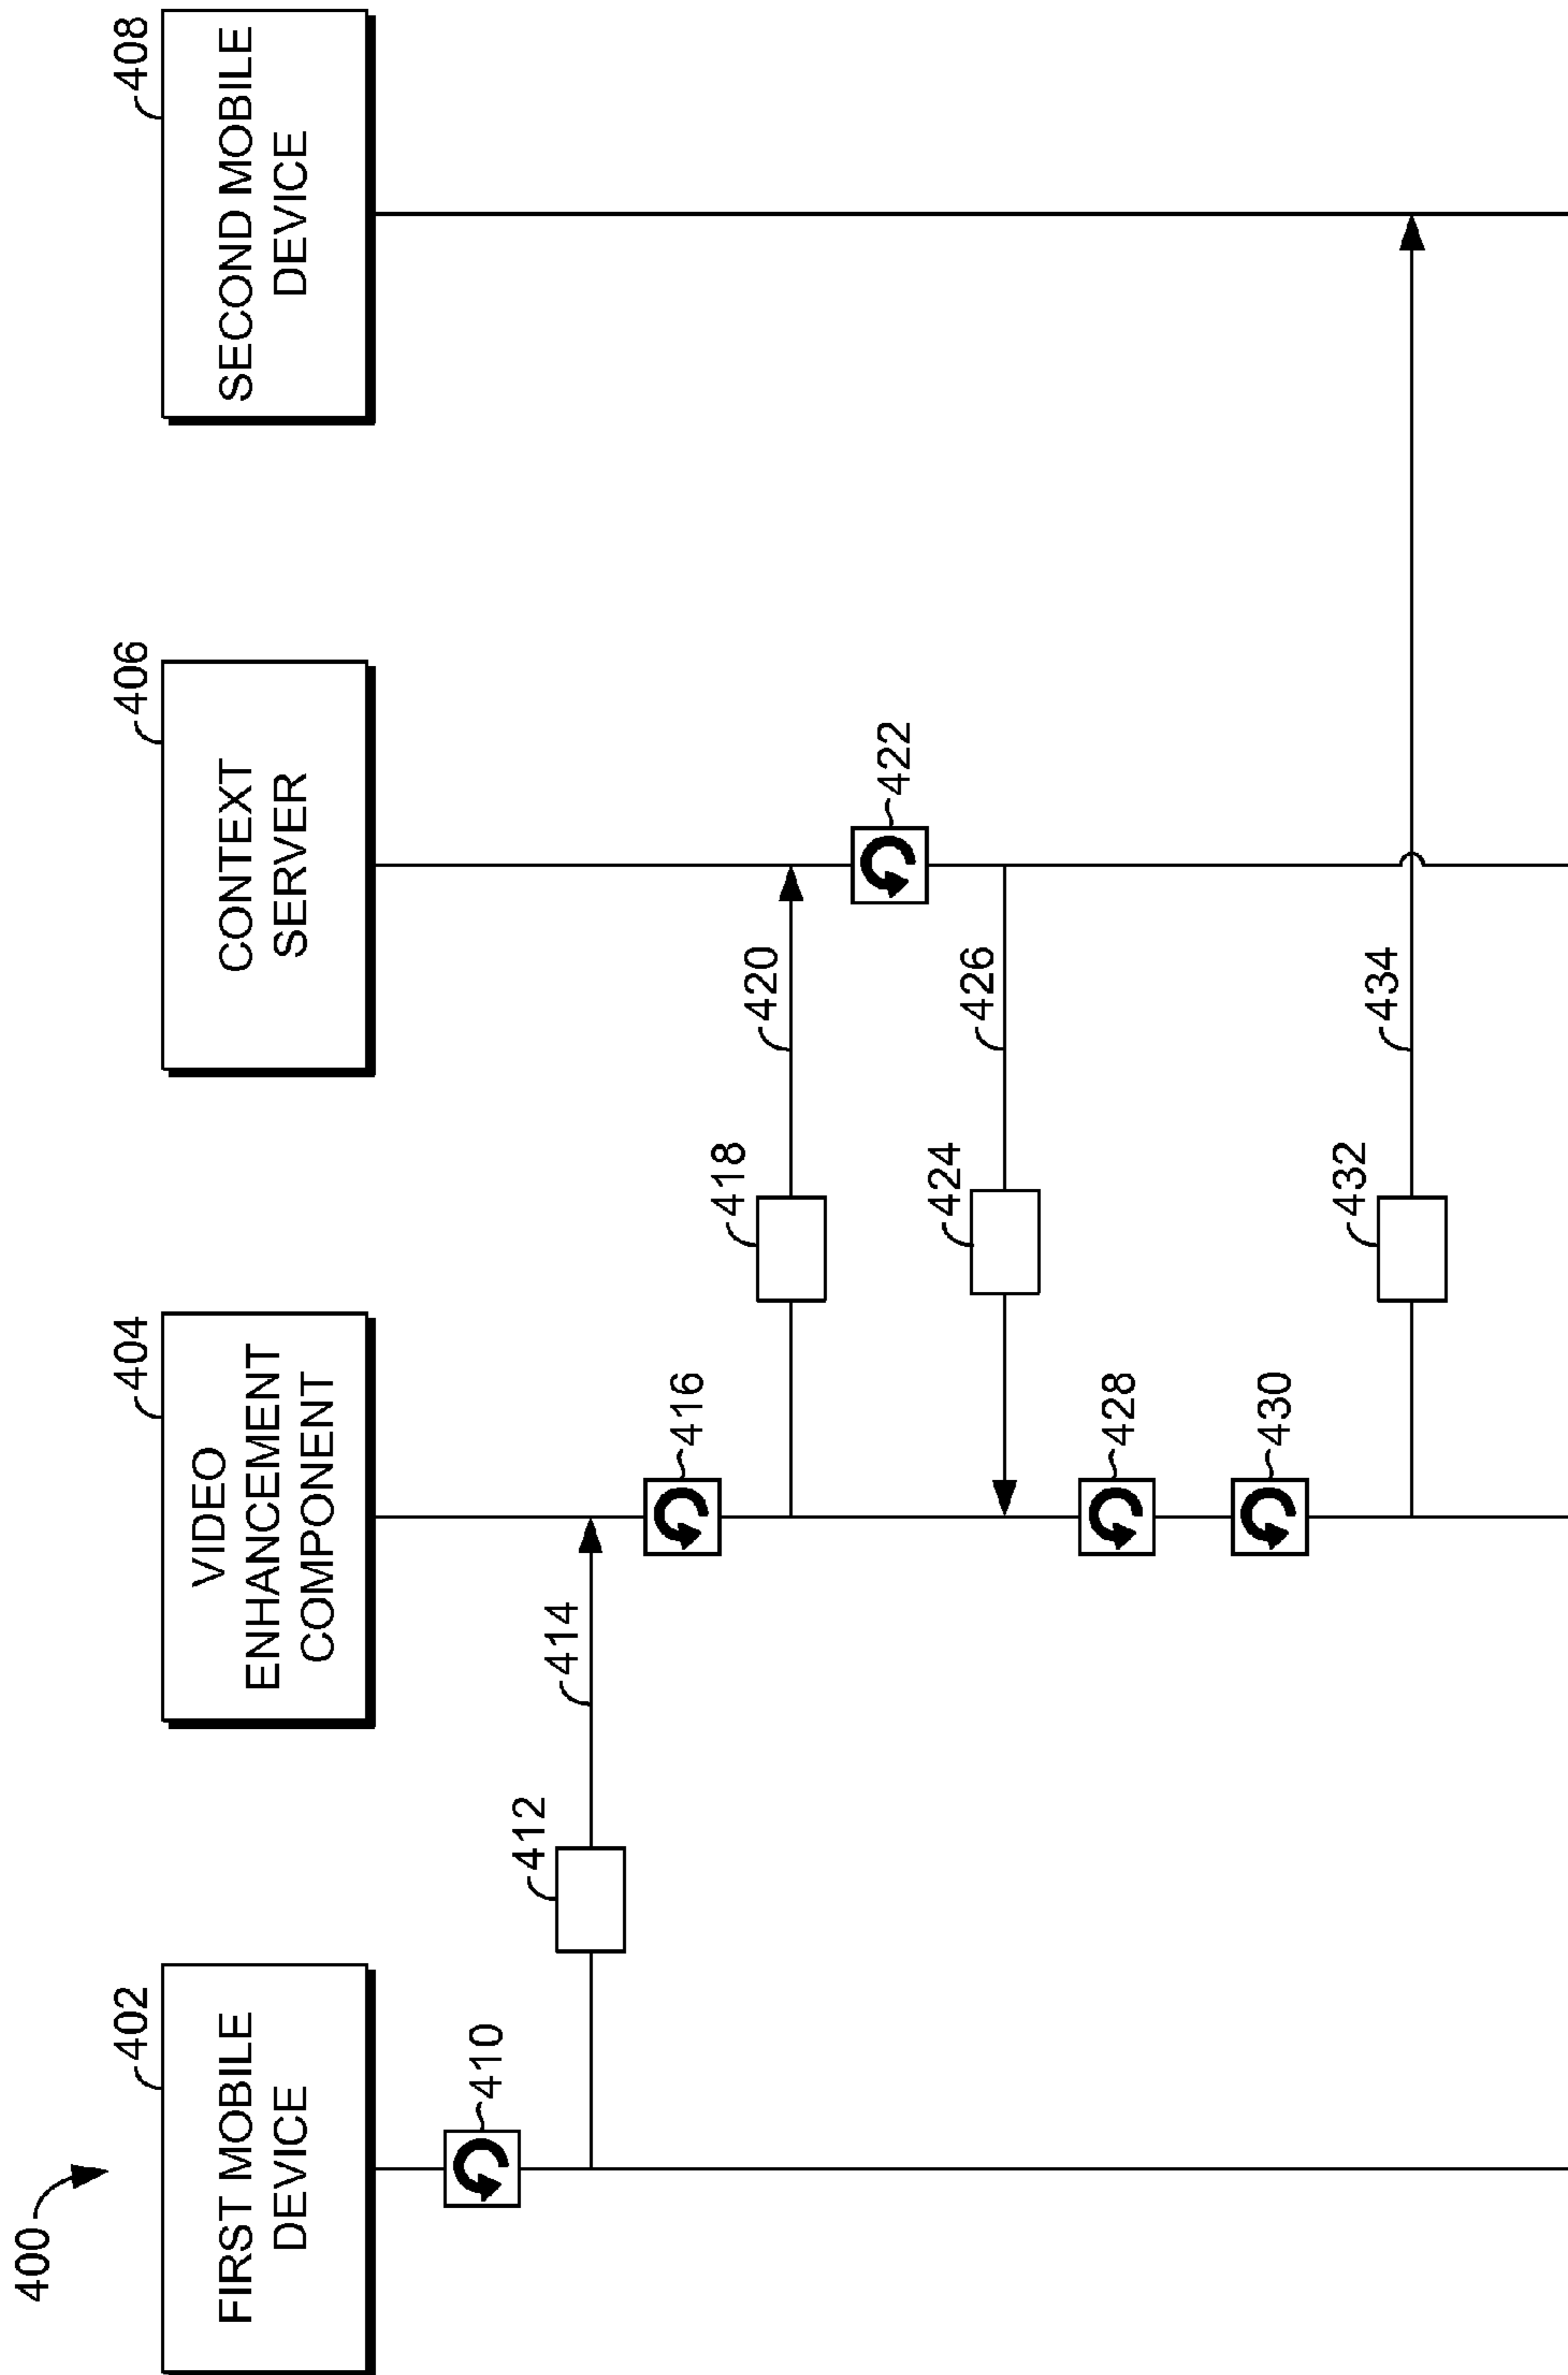 400
402
FIRST MOBILE
DEVICE
404
VIDEO
ENHANCEMENT
COMPONENT
406
CONTEXT
SERVER
408
SECOND MOBILE
DEVICE
410
412
414
416
418
420
422
424
426
428
430
432
434